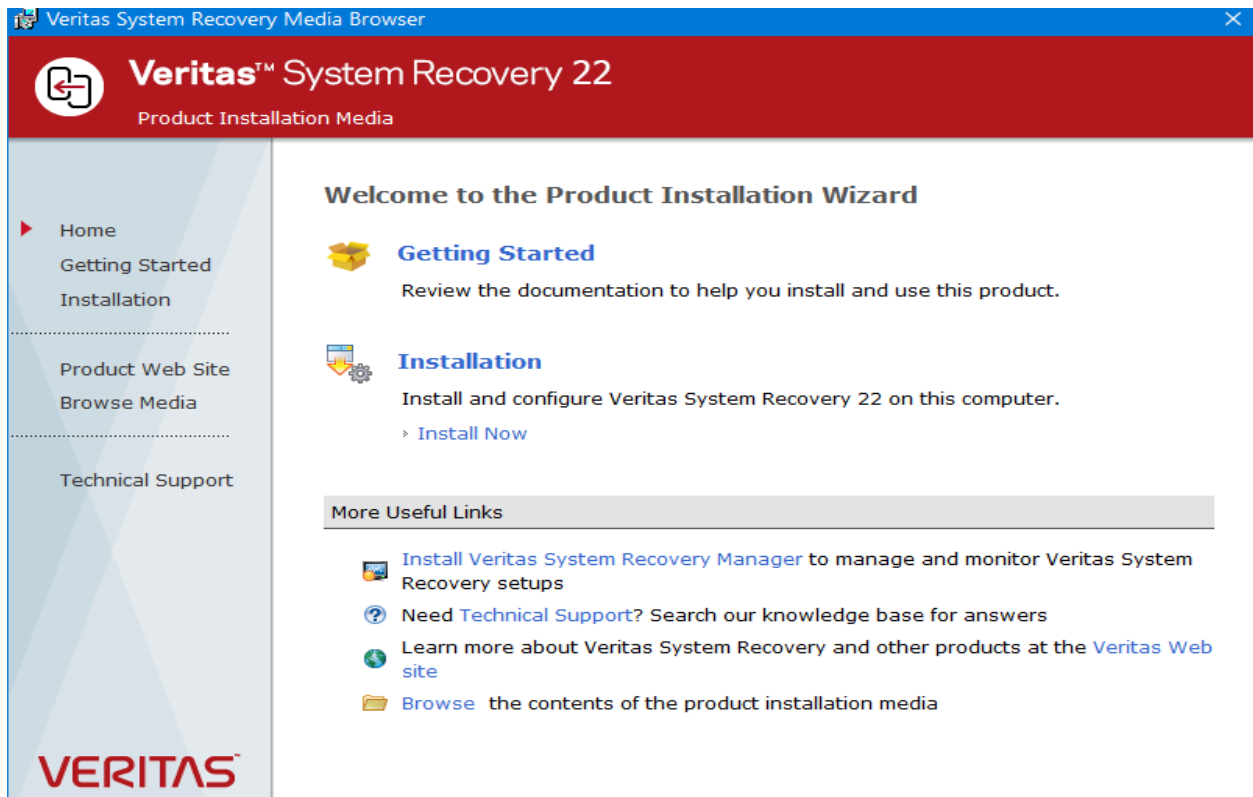 Veritas System Recovery Media Browser
Veritas™ System Recovery 22
Product Installation Media
Home
Getting Started
Installation
Product Web Site
Browse Media
Technical Support
VERITAS™
Welcome to the Product Installation Wizard
Getting Started
Review the documentation to help you install and use this product.
Installation
Install and configure Veritas System Recovery 22 on this computer.
Install Now
More Useful Links
Install Veritas System Recovery Manager to manage and monitor Veritas System
Recovery setups
Need Technical Support? Search our knowledge base for answers
Learn more about Veritas System Recovery and other products at the Veritas Web
site
Browse the contents of the product installation media